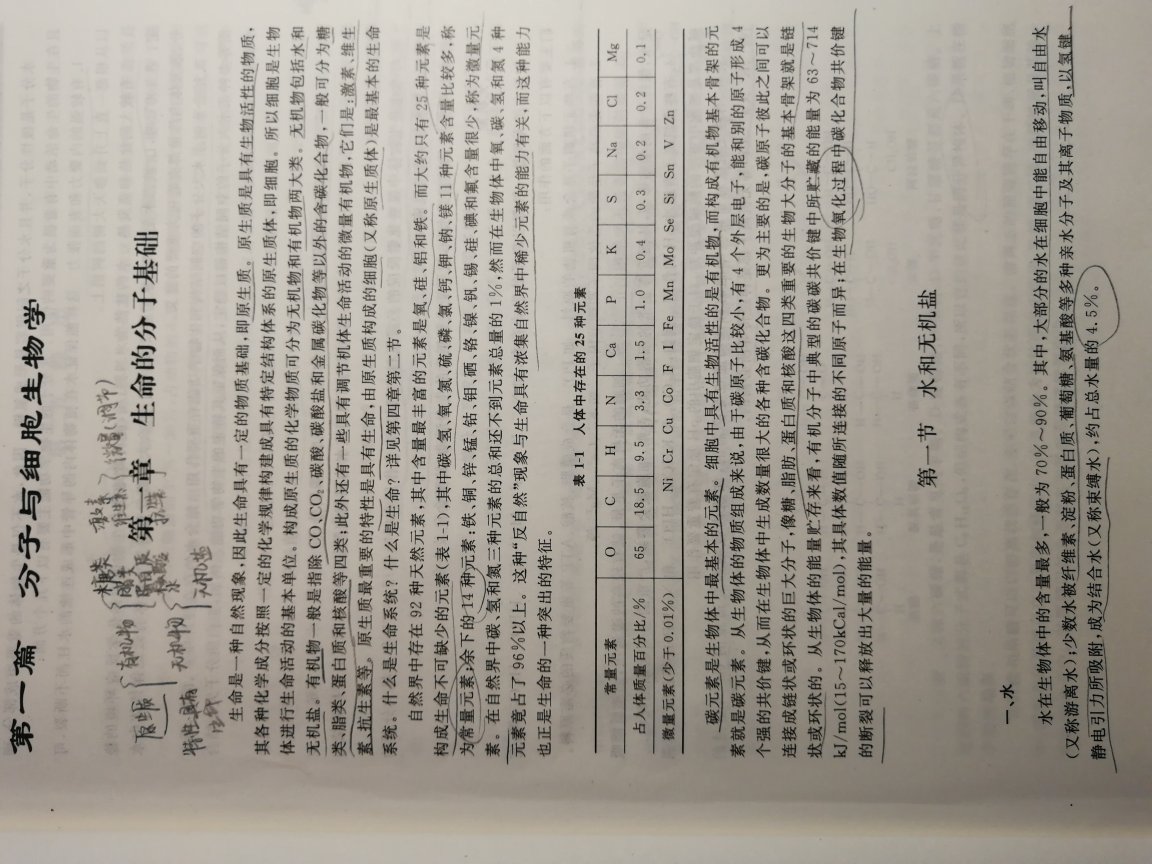 第一篇 分子与细胞生物学
第一章 生命的分子基础
原生质
有机物
糖类
脂类
蛋白质
核酸
激素
维生素
抗生素
微量(调节)
无机物
水
无机盐
生命是一种自然现象,因此生命具有一定的物质基础,即原生质。原生质是具有生物活性的物质,
其各种化学成分按照一定的化学规律构建成具有特定结构体系的原生质体,即细胞。所以细胞是生物
体进行生命活动的基本单位。构成原生质的化学物质可分为无机物和有机物两大类。无机物包括水和
无机盐。有机物一般是指除CO、CO₂、碳酸、碳酸盐和金属碳化物等以外的含碳化合物,一般可分为糖
类、脂类、蛋白质和核酸等四类;此外还有一些具有调节机体生命活动的微量有机物,它们是:激素、维生
素、抗生素等。原生质最重要的特性是具有生命,由原生质构成的细胞(又称原生质体)是最基本的生命
系统。什么是生命系统?什么是生命?详见第四章第二节。
自然界中存在92种天然元素,其中含量最丰富的元素是氧、硅、铝和铁。而大约只有25种元素是
构成生命不可缺少的元素(表1-1),其中碳、氢、氧、氮、硫、磷、氯、钙、钾、钠、镁11种元素含量比较多,称
为常量元素;余下的14种元素:铁、铜、锌、锰、钴、钼、硒、铬、镍、钒、锡、硅、碘和氟含量很少,称为微量元
素。在自然界中碳、氢和氮三种元素的总和还不到元素总量的1%,然而在生物体中氧、碳、氢和氮4种
元素竟占了96%以上。这种“反自然”现象与生命具有浓集自然界中稀少元素的能力有关,而这种能力
也正是生命的一种突出的特征。
表1-1 人体中存在的25种元素
常量元素 O C H N Ca P K S Na Cl Mg
占人体质量百分比/% 65 18.5 9.5 3.3 1.5 1.0 0.4 0.3 0.2 0.2 0.1
微量元素(少于0.01%) Ni Cr Cu Co F I Fe Mn Mo Se Si Sn V Zn
碳元素是生物体中最基本的元素。细胞中具有生物活性的是有机物,而构成有机物基本骨架的元
素就是碳元素。从生物体的物质组成来说,由于碳原子比较小,有4个外层电子,能和别的原子形成4
个强的共价键,从而在生物体中生成数量很大的各种含碳化合物。更为主要的是,碳原子彼此之间可以
连接成链状或环状的巨大分子,像糖、脂肪、蛋白质和核酸这四类重要的生物大分子的基本骨架就是链
状或环状的。从生物体的能量贮存来看,有机分子中典型的碳碳共价键中所贮藏的能量为63～714
kJ/mol(15～170kCal/mol),其具体数值随所连接的不同原子而异;在生物氧化过程中碳化合物共价键
的断裂可以释放出大量的能量。
第一节 水和无机盐
一、水
水在生物体中的含量最多,一般为70%～90%。其中,大部分的水在细胞中能自由移动,叫自由水
(又称游离水);少数水被纤维素、淀粉、蛋白质、葡萄糖、氨基酸等多种亲水分子及其离子物质,以氢键、
静电引力所吸附,成为结合水(又称束缚水),约占总水量的4.5%。